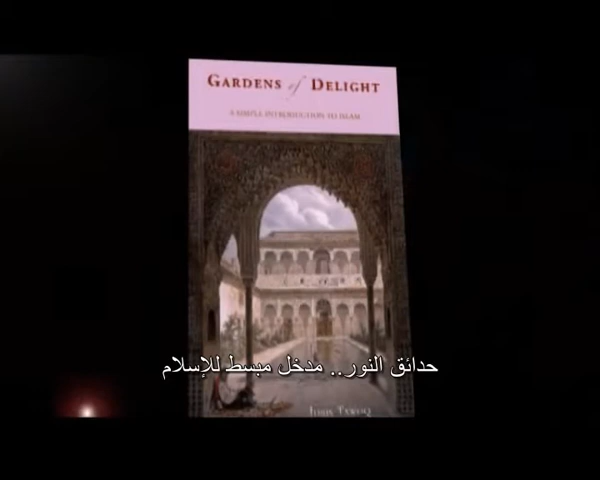 GARDENS of DELIGHT
A SIMPLE INTRODUCTION TO ISLAM
حدائق النور.. مدخل مبسط للإسلام